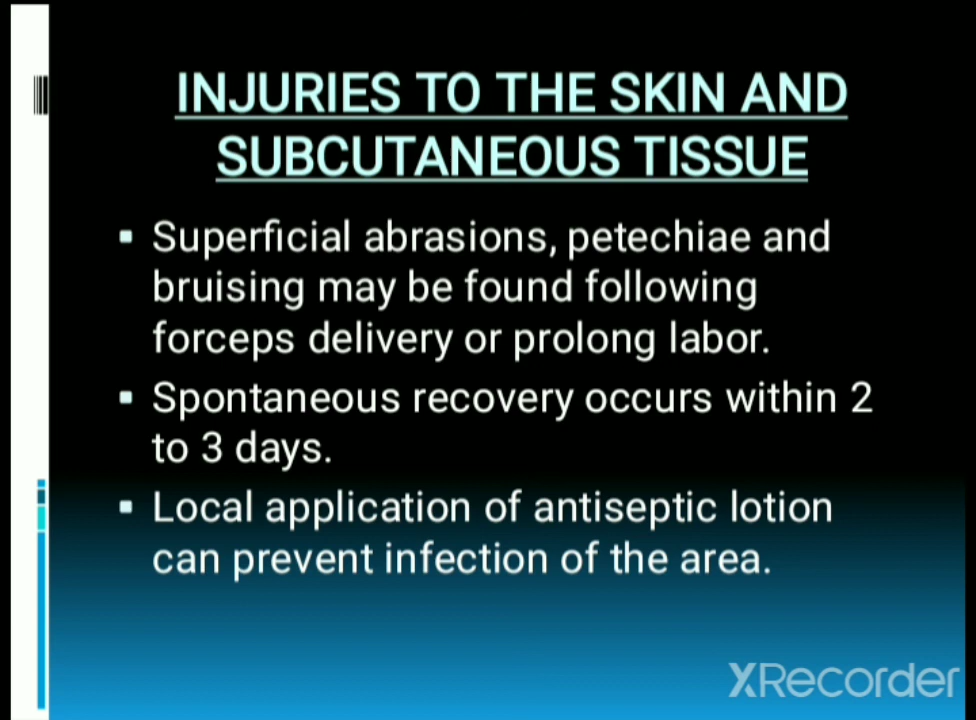 INJURIES TO THE SKIN AND
SUBCUTANEOUS TISSUE
▪ Superficial abrasions, petechiae and
bruising may be found following
forceps delivery or prolong labor.
▪ Spontaneous recovery occurs within 2
to 3 days.
▪ Local application of antiseptic lotion
can prevent infection of the area.
XRecorder